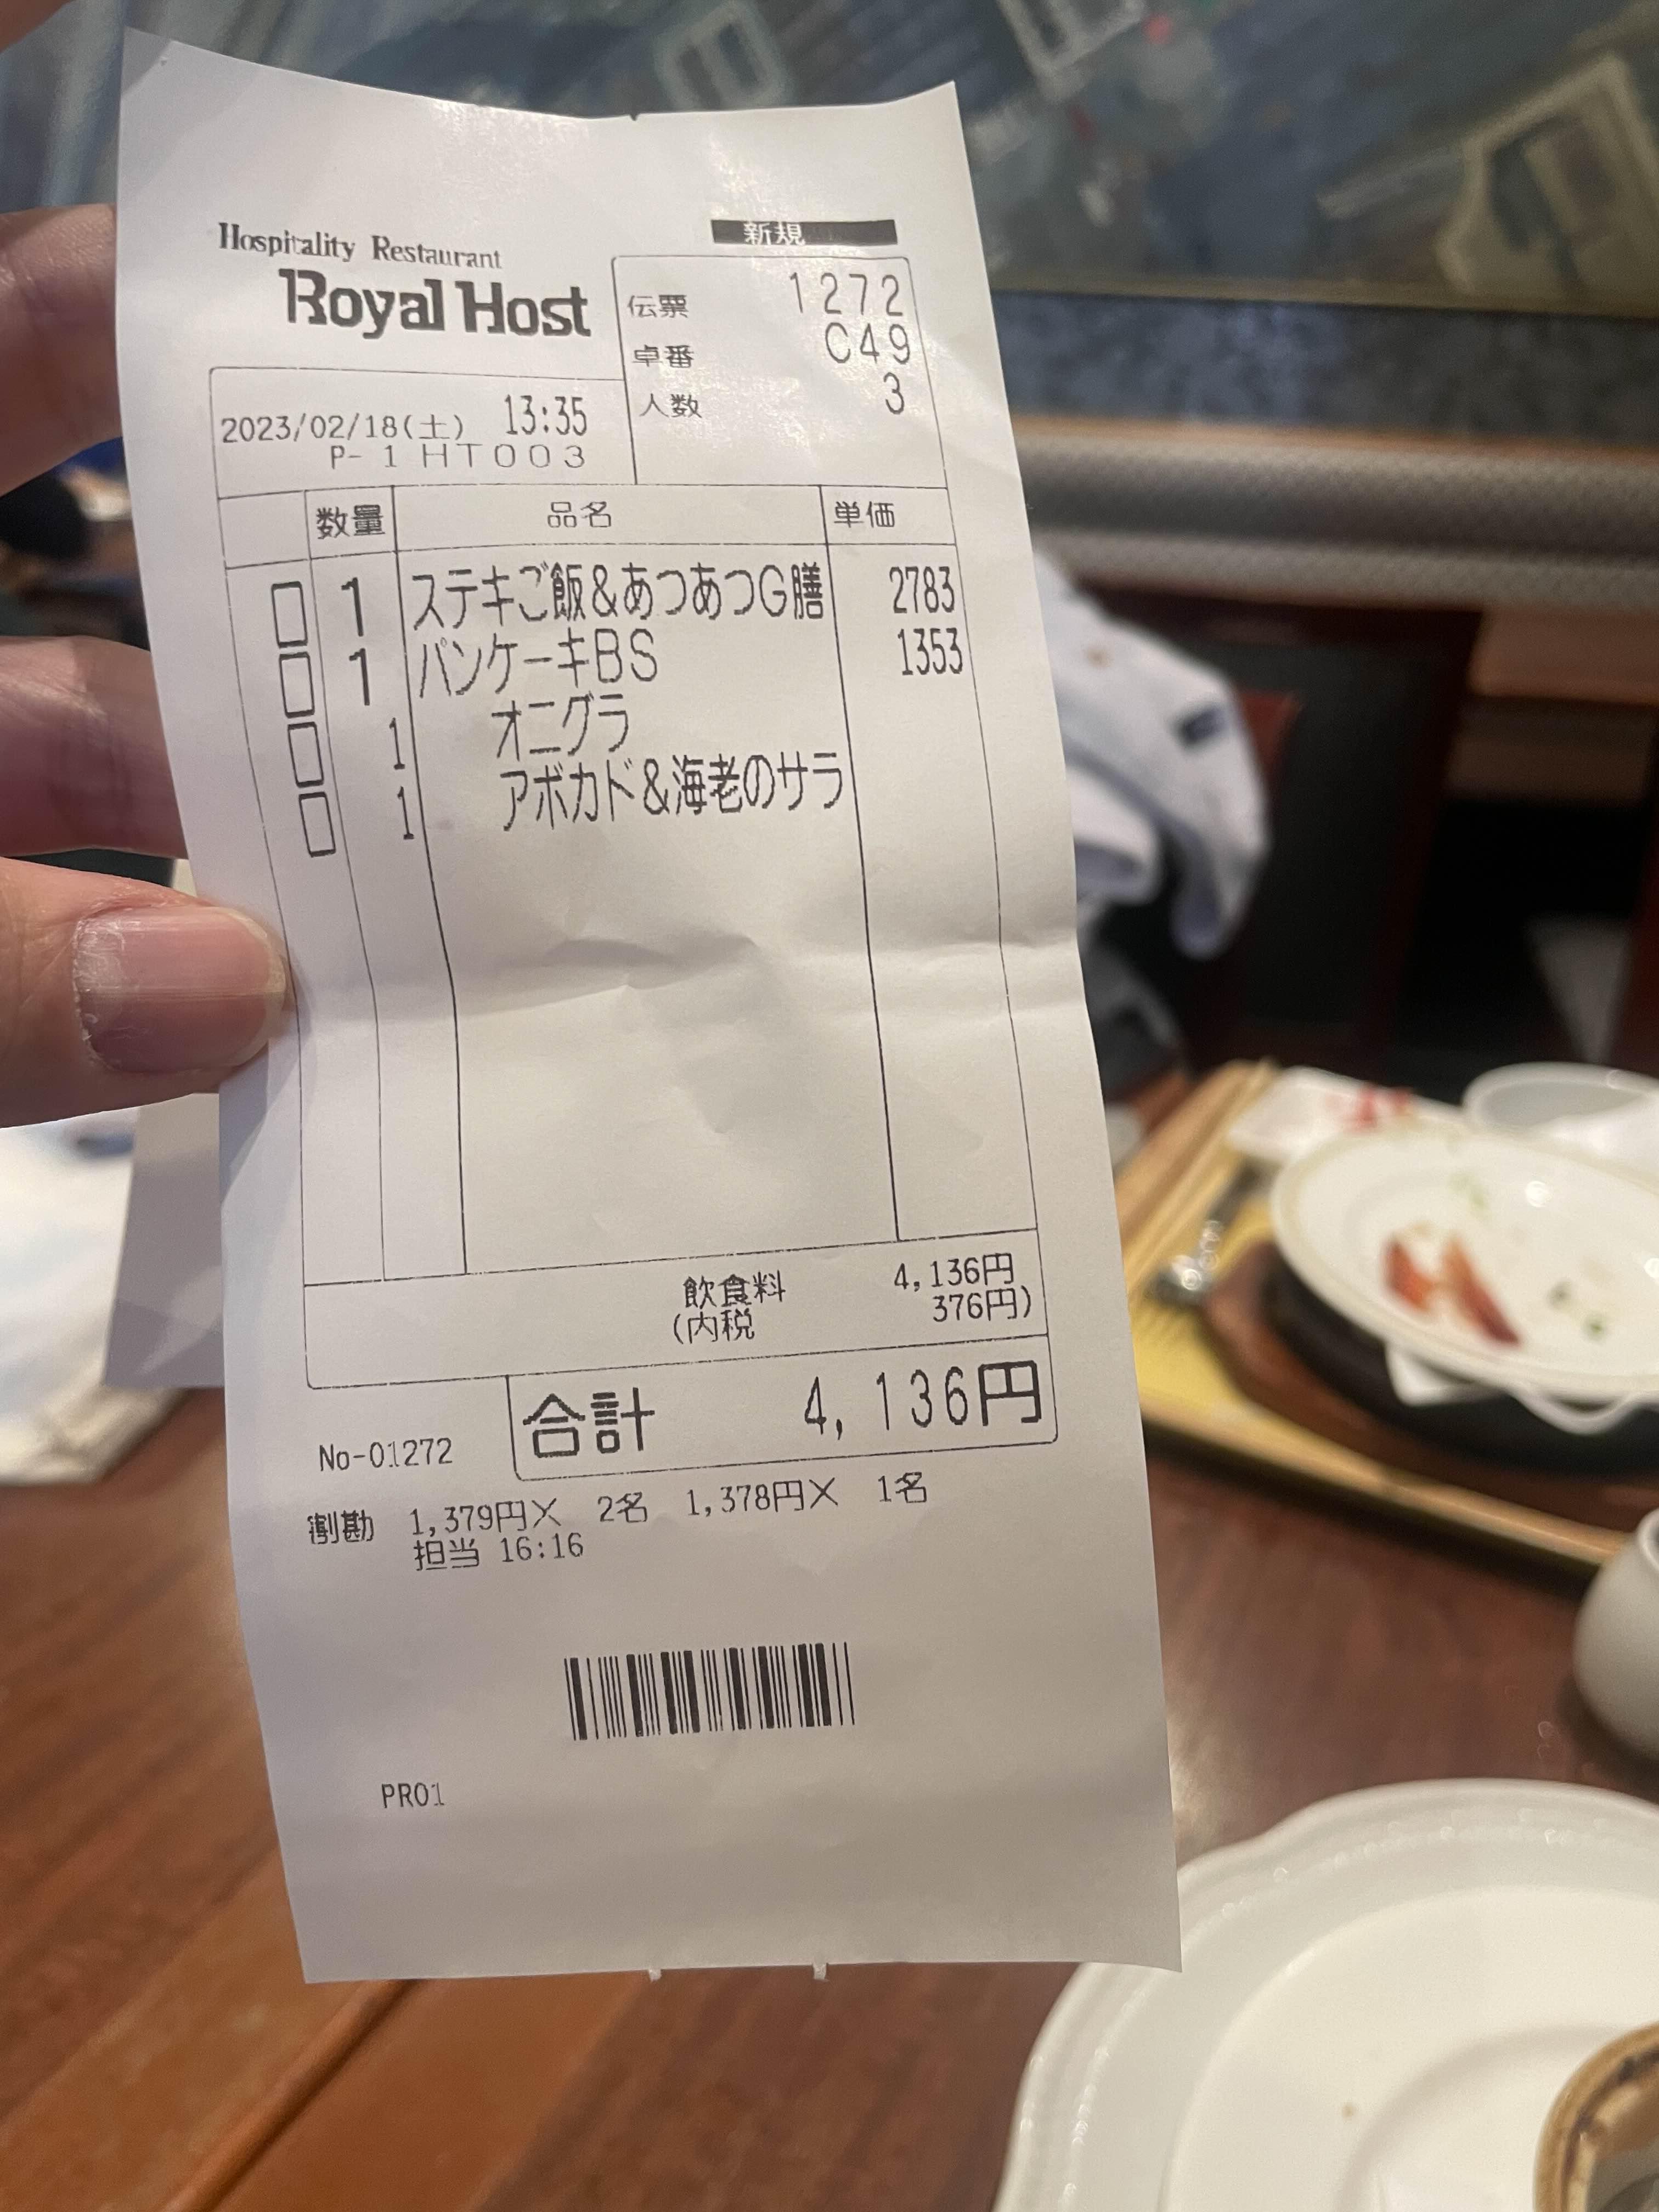 Hospitality Restaurant
Royal Host
新規
伝票 1272
卓番 C49
人数 3
2023/02/18(土) 13:35
P- 1 HT003
数量 品名 単価
1 ステキご飯&あつあつG膳 2783
1 パンケーキBS 1353
1 オニグラ
1 アボカド&海老のサラ
飲食料 4,136円
(内税 376円)
合計 4,136円
No-01272
割勘 1,379円× 2名 1,378円× 1名
担当 16:16
PR01